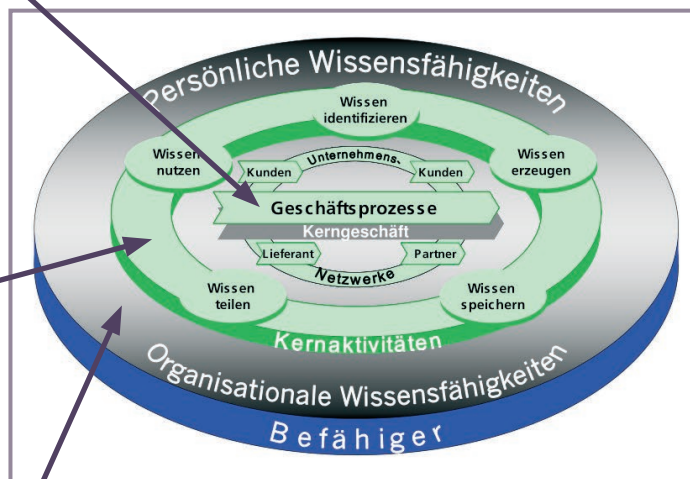 Persönliche Wissensfähigkeiten
Wissen
identifizieren
Wissen
nutzen
Wissen
erzeugen
Unternehmens-
Kunden
Kunden
Geschäftsprozesse
Kerngeschäft
Lieferant
Partner
Netzwerke
Wissen
teilen
Wissen
speichern
Kernaktivitäten
Organisationale Wissensfähigkeiten
Befähiger